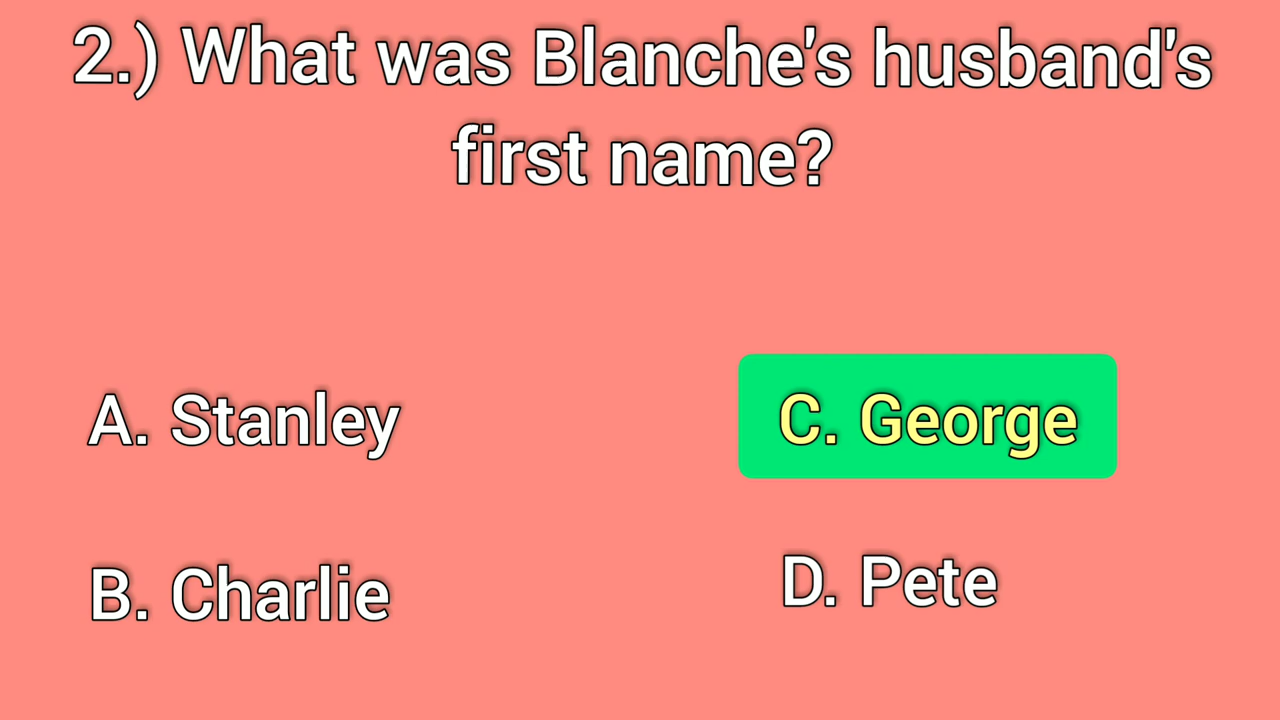 2.) What was Blanche's husband's
first name?
A. Stanley
C. George
B. Charlie
D. Pete